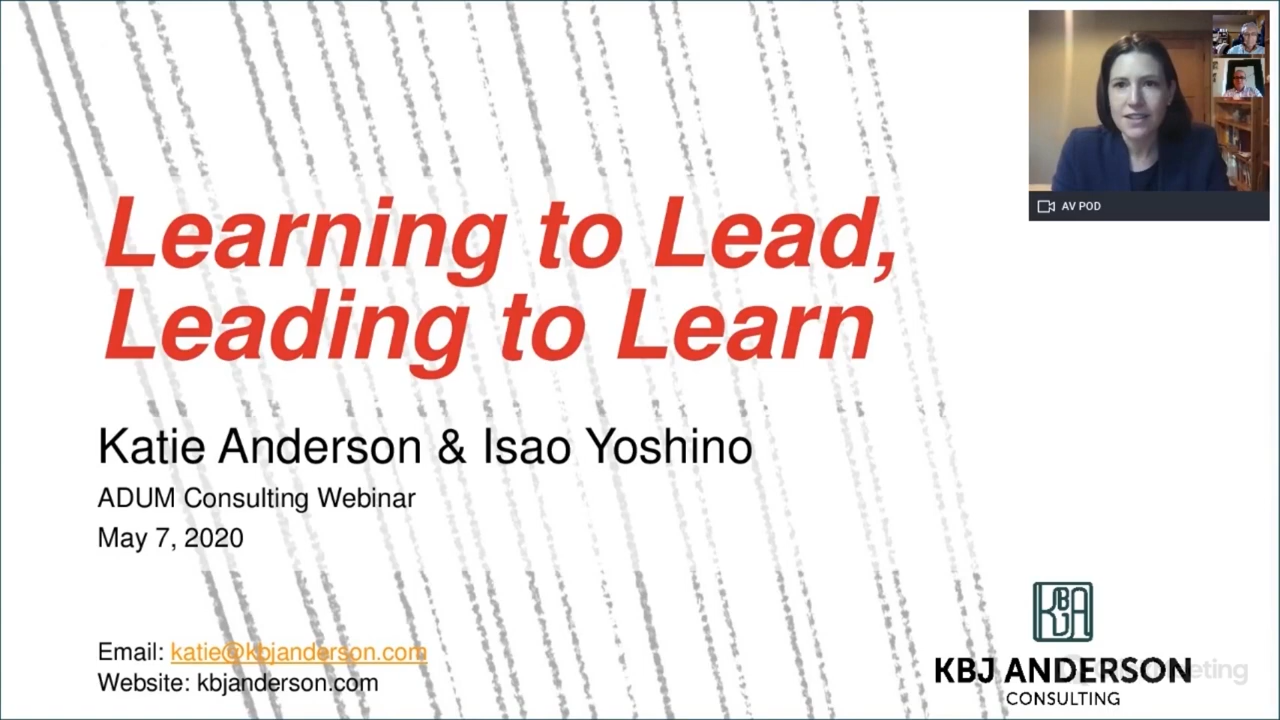 Learning to Lead,
Leading to Learn
Katie Anderson & Isao Yoshino
ADUM Consulting Webinar
May 7, 2020
Email: katie@kbjanderson.com
Website: kbjanderson.com
AV POD
KBA
KBJ ANDERSON
CONSULTING